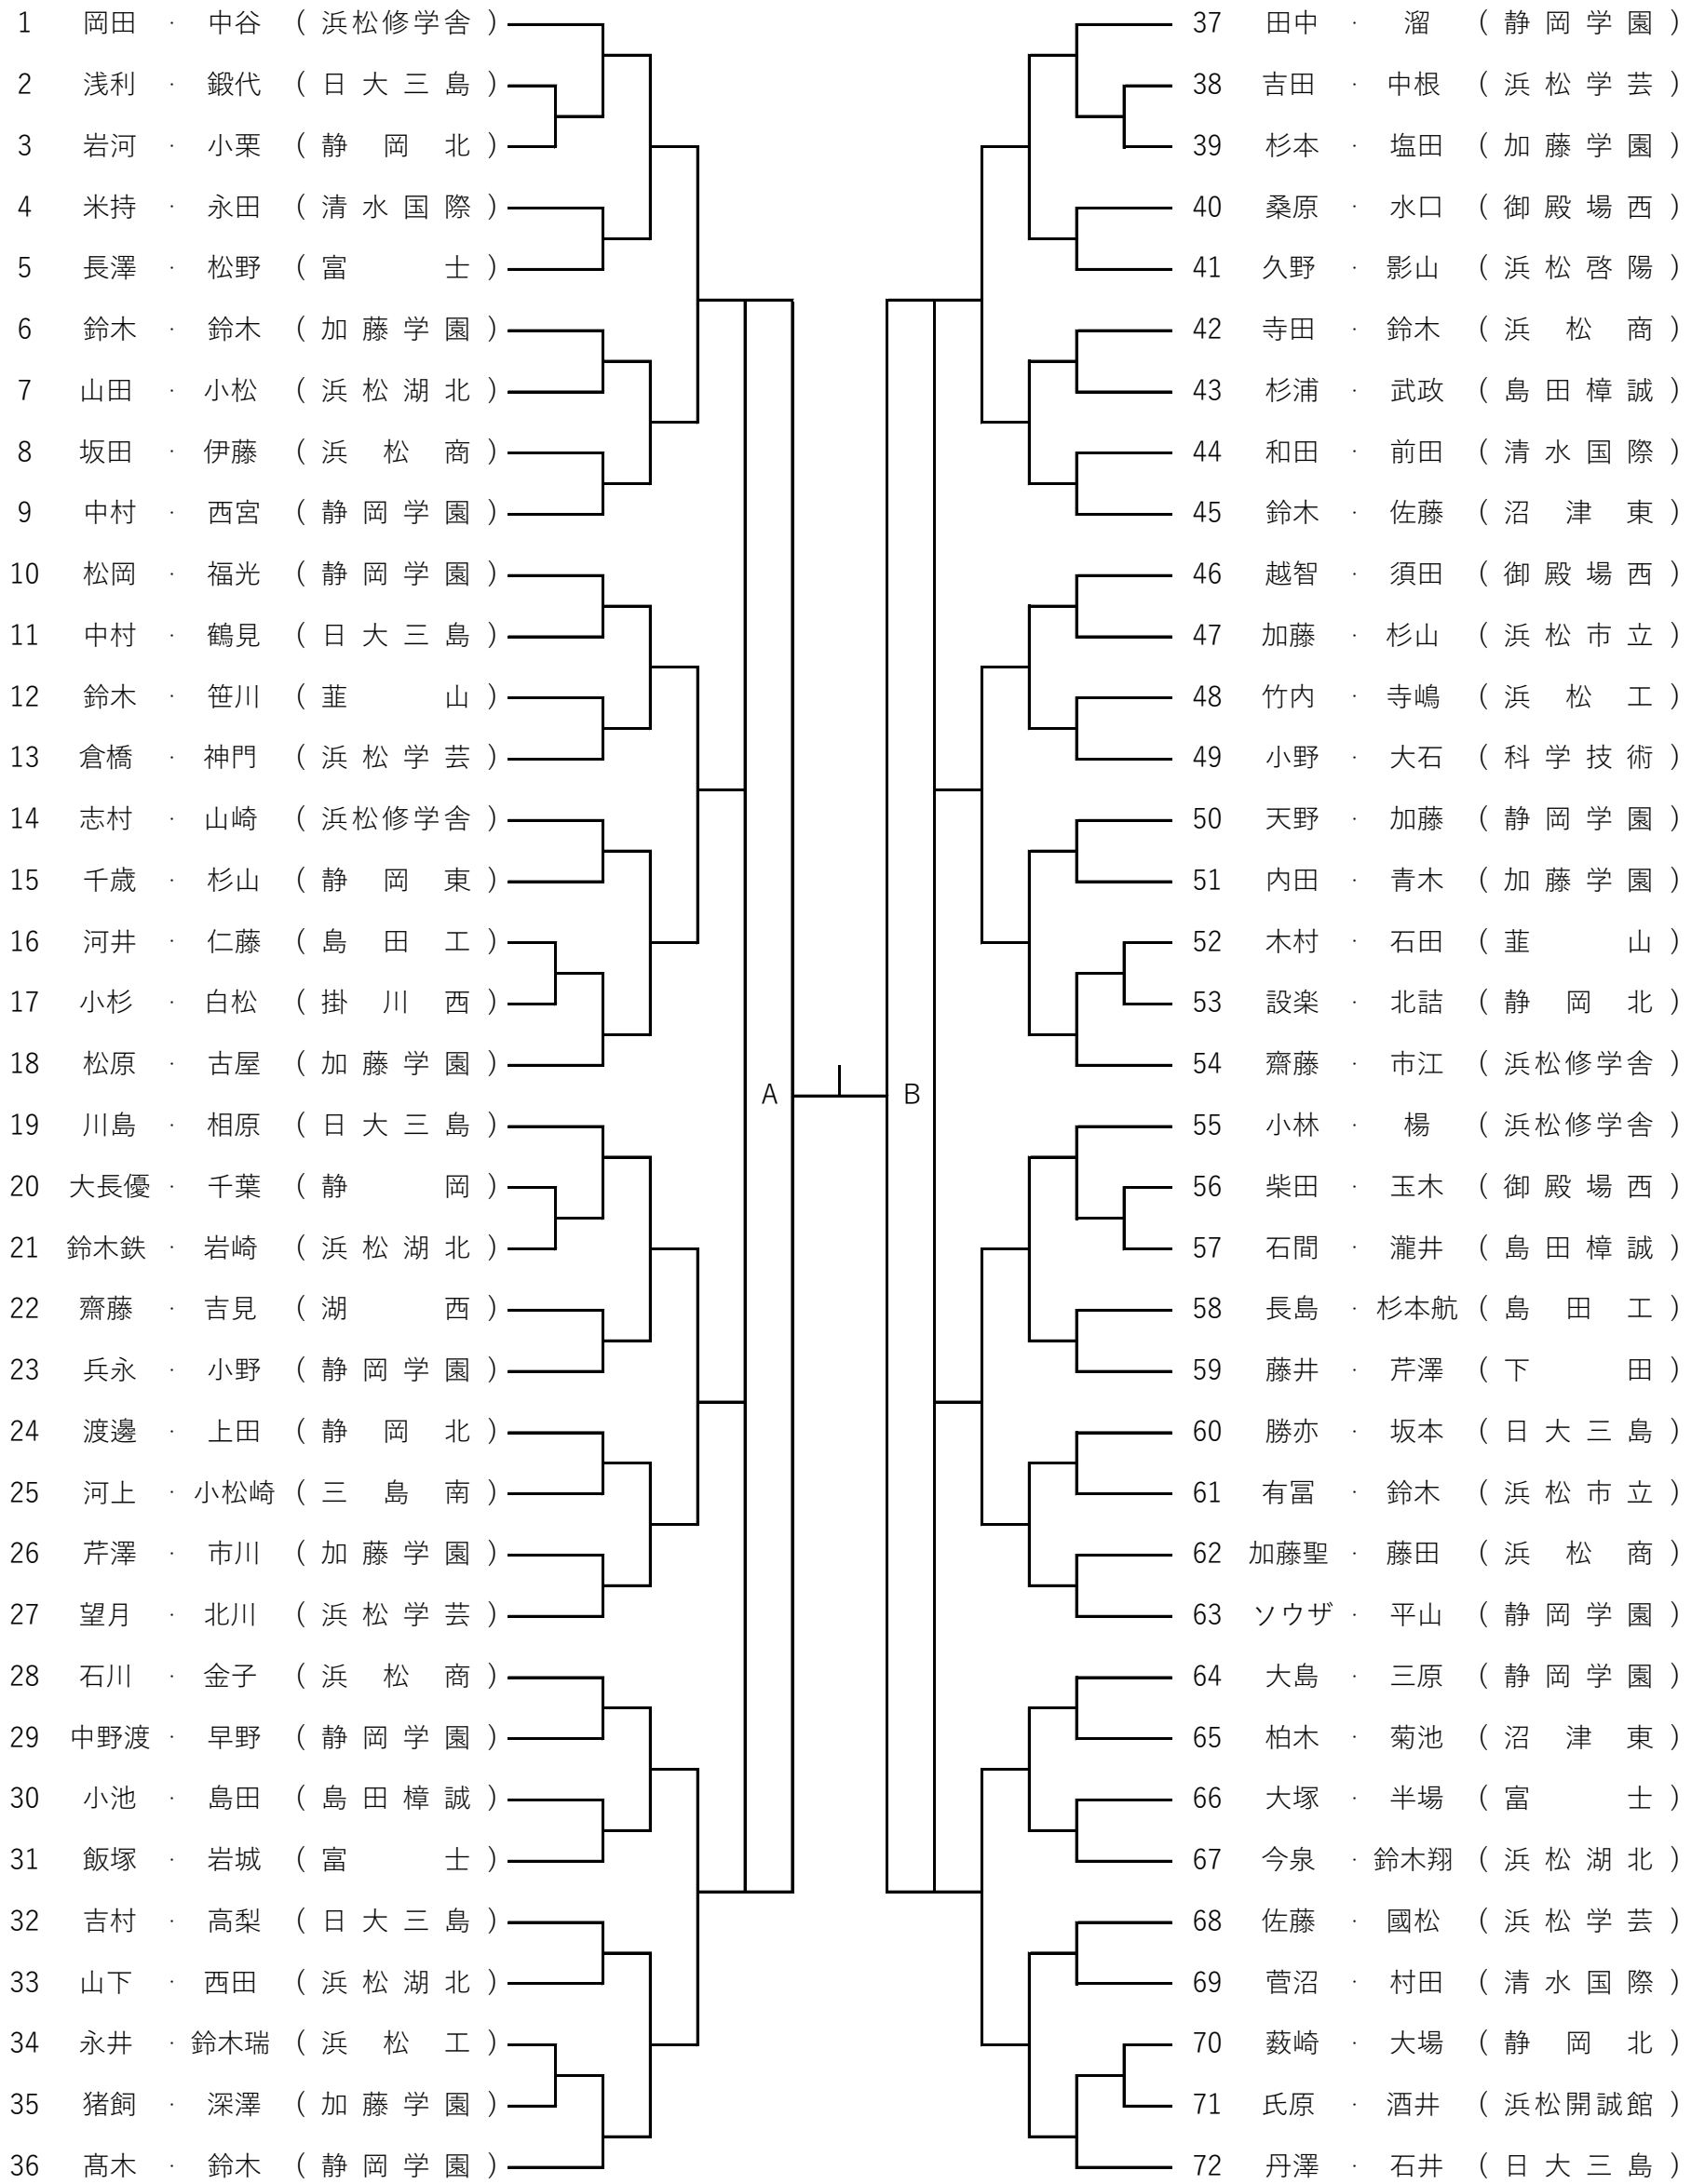 1 岡田 · 中谷 (浜松修学舎)
2 浅利 · 鍛代 (日大三島)
3 岩河 · 小栗 (静岡北)
4 米持 · 永田 (清水国際)
5 長澤 · 松野 (富士)
6 鈴木 · 鈴木 (加藤学園)
7 山田 · 小松 (浜松湖北)
8 坂田 · 伊藤 (浜松商)
9 中村 · 西宮 (静岡学園)
10 松岡 · 福光 (静岡学園)
11 中村 · 鶴見 (日大三島)
12 鈴木 · 笹川 (韮山)
13 倉橋 · 神門 (浜松学芸)
14 志村 · 山崎 (浜松修学舎)
15 千歳 · 杉山 (静岡東)
16 河井 · 仁藤 (島田工)
17 小杉 · 白松 (掛川西)
18 松原 · 古屋 (加藤学園)
19 川島 · 相原 (日大三島)
20 大長優 · 千葉 (静岡)
21 鈴木鉄 · 岩崎 (浜松湖北)
22 齋藤 · 吉見 (湖西)
23 兵永 · 小野 (静岡学園)
24 渡邊 · 上田 (静岡北)
25 河上 · 小松崎 (三島南)
26 芹澤 · 市川 (加藤学園)
27 望月 · 北川 (浜松学芸)
28 石川 · 金子 (浜松商)
29 中野渡 · 早野 (静岡学園)
30 小池 · 島田 (島田樟誠)
31 飯塚 · 岩城 (富士)
32 吉村 · 高梨 (日大三島)
33 山下 · 西田 (浜松湖北)
34 永井 · 鈴木瑞 (浜松工)
35 猪飼 · 深澤 (加藤学園)
36 髙木 · 鈴木 (静岡学園)
A
B
37 田中 · 溜 (静岡学園)
38 吉田 · 中根 (浜松学芸)
39 杉本 · 塩田 (加藤学園)
40 桑原 · 水口 (御殿場西)
41 久野 · 影山 (浜松啓陽)
42 寺田 · 鈴木 (浜松商)
43 杉浦 · 武政 (島田樟誠)
44 和田 · 前田 (清水国際)
45 鈴木 · 佐藤 (沼津東)
46 越智 · 須田 (御殿場西)
47 加藤 · 杉山 (浜松市立)
48 竹内 · 寺嶋 (浜松工)
49 小野 · 大石 (科学技術)
50 天野 · 加藤 (静岡学園)
51 内田 · 青木 (加藤学園)
52 木村 · 石田 (韮山)
53 設楽 · 北詰 (静岡北)
54 齋藤 · 市江 (浜松修学舎)
55 小林 · 楊 (浜松修学舎)
56 柴田 · 玉木 (御殿場西)
57 石間 · 瀧井 (島田樟誠)
58 長島 · 杉本航 (島田工)
59 藤井 · 芹澤 (下田)
60 勝亦 · 坂本 (日大三島)
61 有冨 · 鈴木 (浜松市立)
62 加藤聖 · 藤田 (浜松商)
63 ソウザ · 平山 (静岡学園)
64 大島 · 三原 (静岡学園)
65 柏木 · 菊池 (沼津東)
66 大塚 · 半場 (富士)
67 今泉 · 鈴木翔 (浜松湖北)
68 佐藤 · 國松 (浜松学芸)
69 菅沼 · 村田 (清水国際)
70 薮崎 · 大場 (静岡北)
71 氏原 · 酒井 (浜松開誠館)
72 丹澤 · 石井 (日大三島)